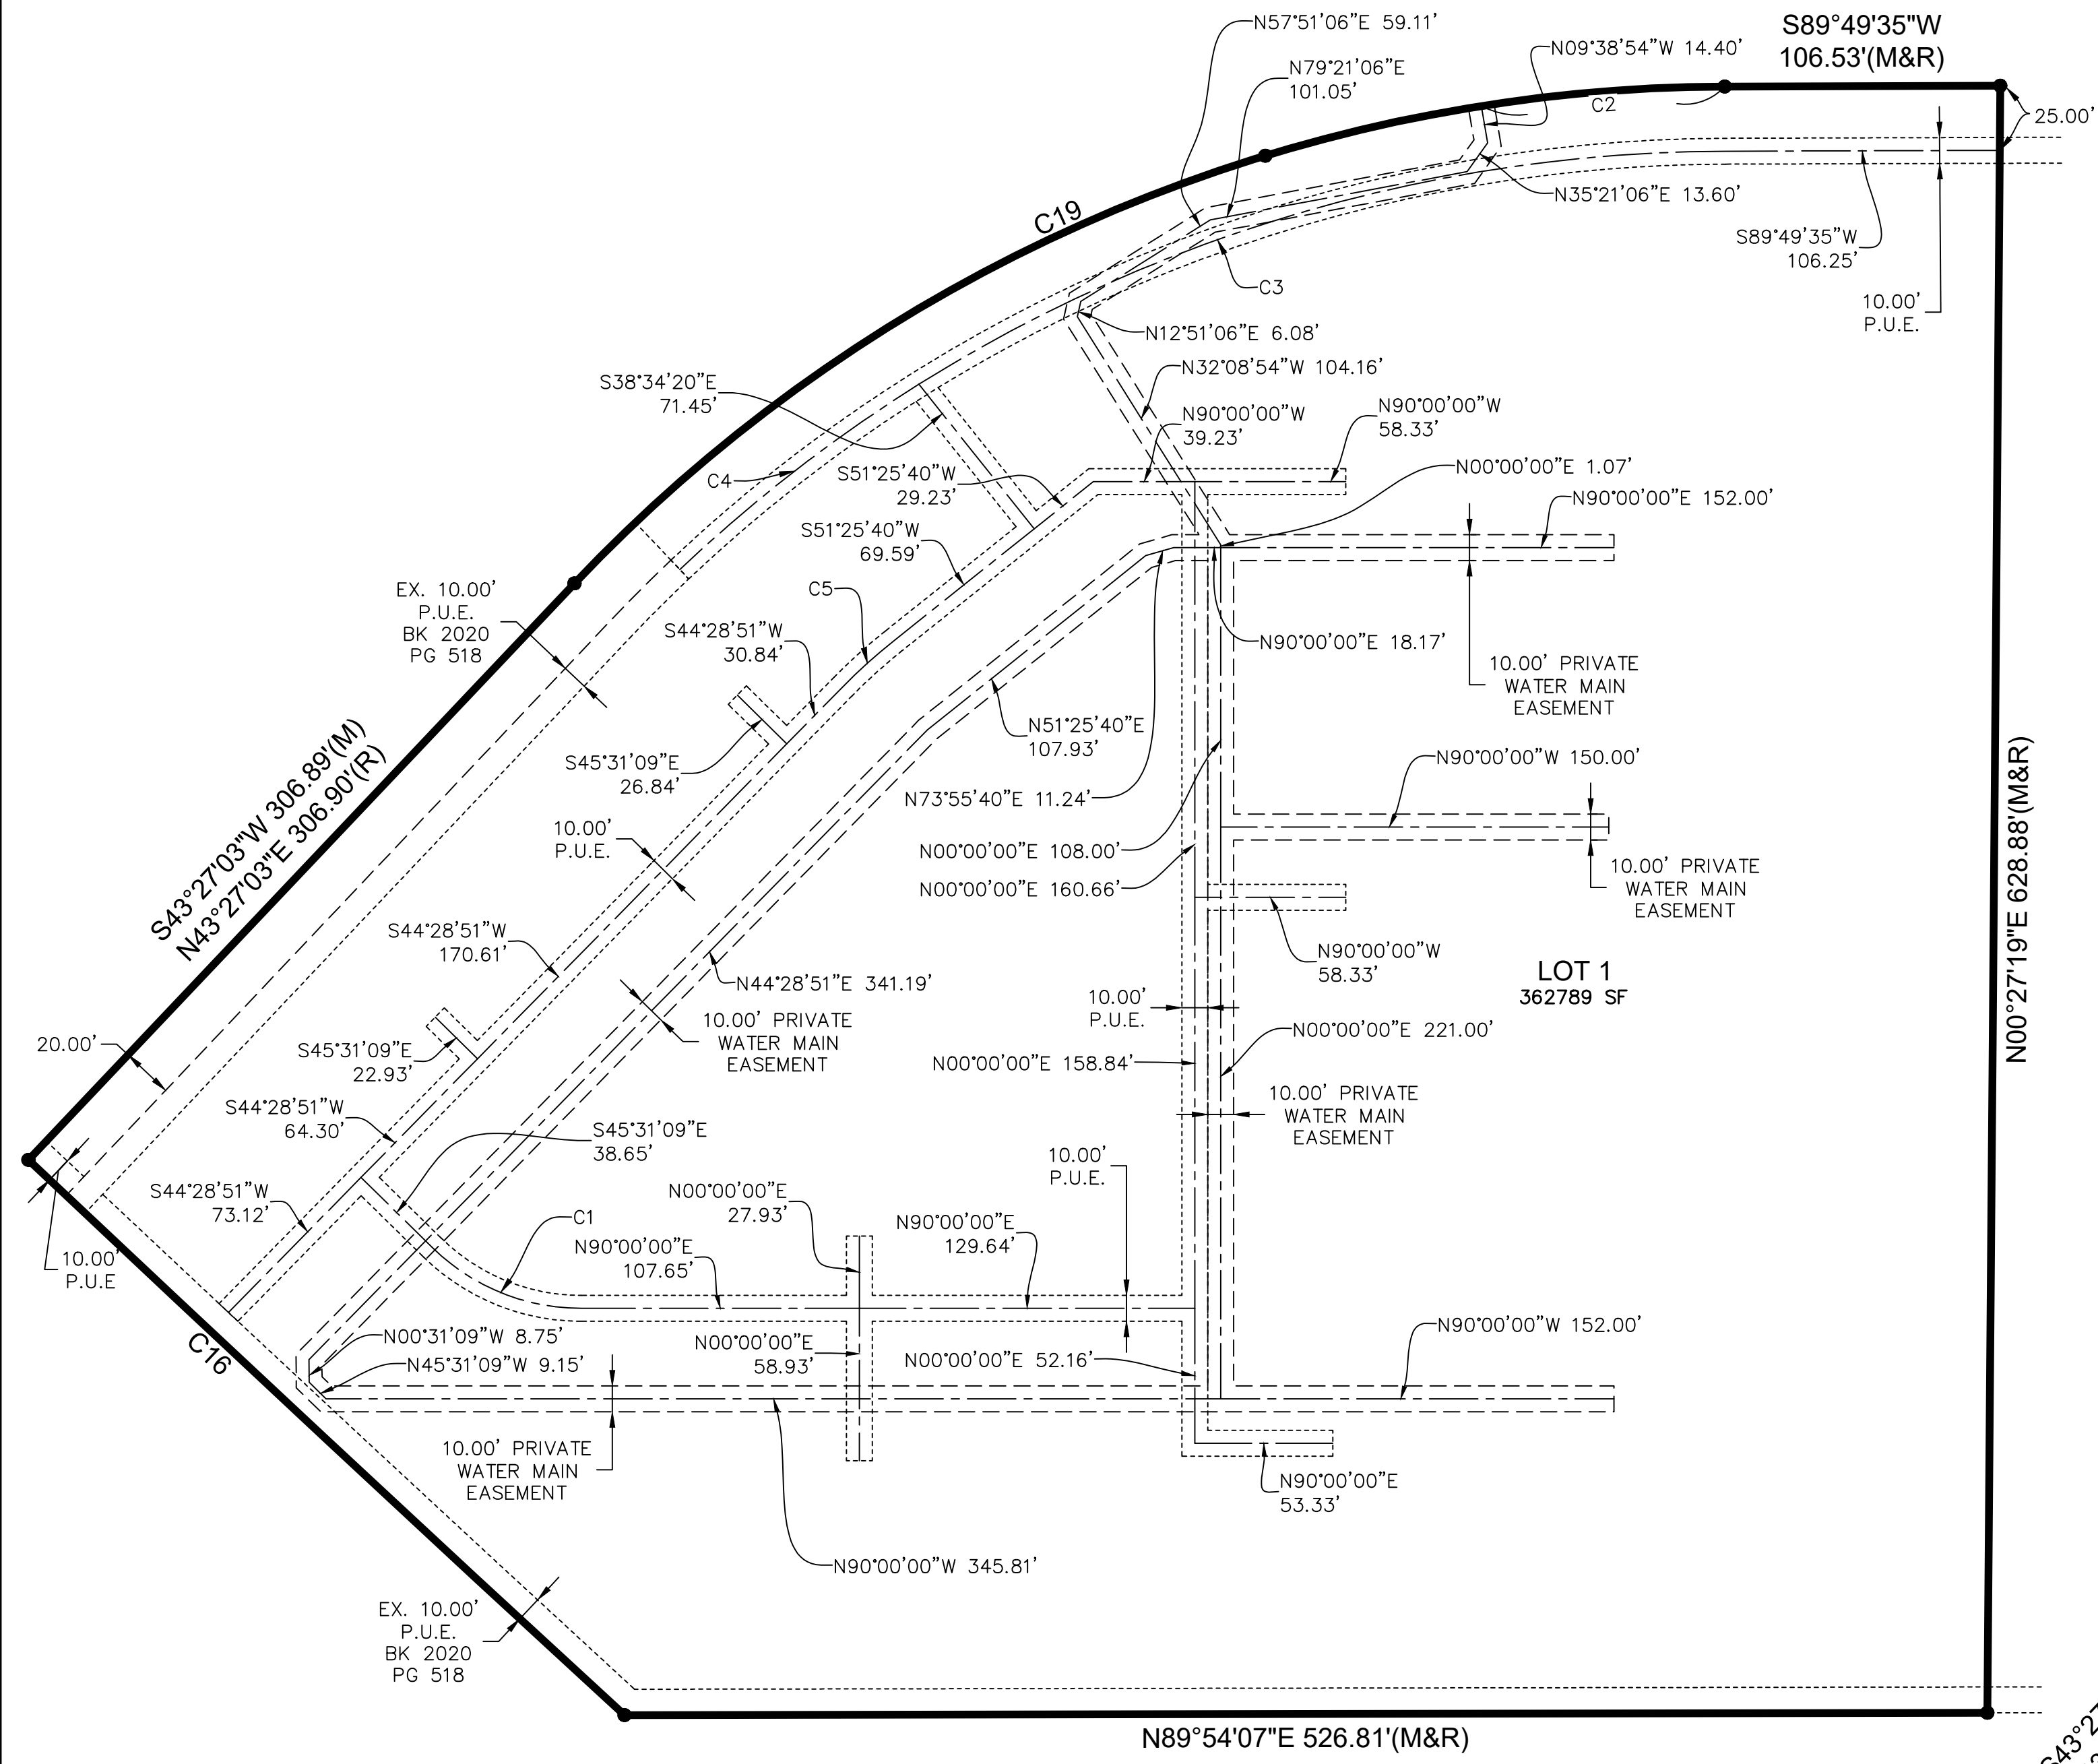 N57°51'06"E 59.11'
S89°49'35"W
106.53'(M&R)
N09°38'54"W 14.40'
N79°21'06"E
101.05'
C2
25.00'
C19
N35°21'06"E 13.60'
S89°49'35"W
106.25'
C3
10.00'
P.U.E.
N12°51'06"E 6.08'
N32°08'54"W 104.16'
S38°34'20"E
71.45'
N90°00'00"W
39.23'
N90°00'00"W
58.33'
C4
S51°25'40"W
29.23'
N00°00'00"E 1.07'
N90°00'00"E 152.00'
S51°25'40"W
69.59'
EX. 10.00'
P.U.E.
BK 2020
PG 518
C5
S44°28'51"W
30.84'
N90°00'00"E 18.17'
10.00' PRIVATE
WATER MAIN
EASEMENT
S43°27'03"W 306.89'(M)
N43°27'03"E 306.90'(R)
N51°25'40"E
107.93'
S45°31'09"E
26.84'
N90°00'00"W 150.00'
N73°55'40"E 11.24'
10.00'
P.U.E.
N00°00'00"E 108.00'
N00°00'00"E 160.66'
10.00' PRIVATE
WATER MAIN
EASEMENT
S44°28'51"W
170.61'
N90°00'00"W
58.33'
LOT 1
362789 SF
N00°27'19"E 628.88'(M&R)
N44°28'51"E 341.19'
10.00'
P.U.E.
10.00' PRIVATE
WATER MAIN
EASEMENT
N00°00'00"E 221.00'
20.00'
S45°31'09"E
22.93'
N00°00'00"E 158.84'
10.00' PRIVATE
WATER MAIN
EASEMENT
S44°28'51"W
64.30'
S45°31'09"E
38.65'
10.00'
P.U.E.
S44°28'51"W
73.12'
N00°00'00"E
27.93'
C1
N90°00'00"E
129.64'
N90°00'00"E
107.65'
10.00'
P.U.E
C16
N00°31'09"W 8.75'
N45°31'09"W 9.15'
N00°00'00"E
58.93'
N00°00'00"E 52.16'
N90°00'00"W 152.00'
10.00' PRIVATE
WATER MAIN
EASEMENT
N90°00'00"E
53.33'
N90°00'00"W 345.81'
EX. 10.00'
P.U.E.
BK 2020
PG 518
N89°54'07"E 526.81'(M&R)